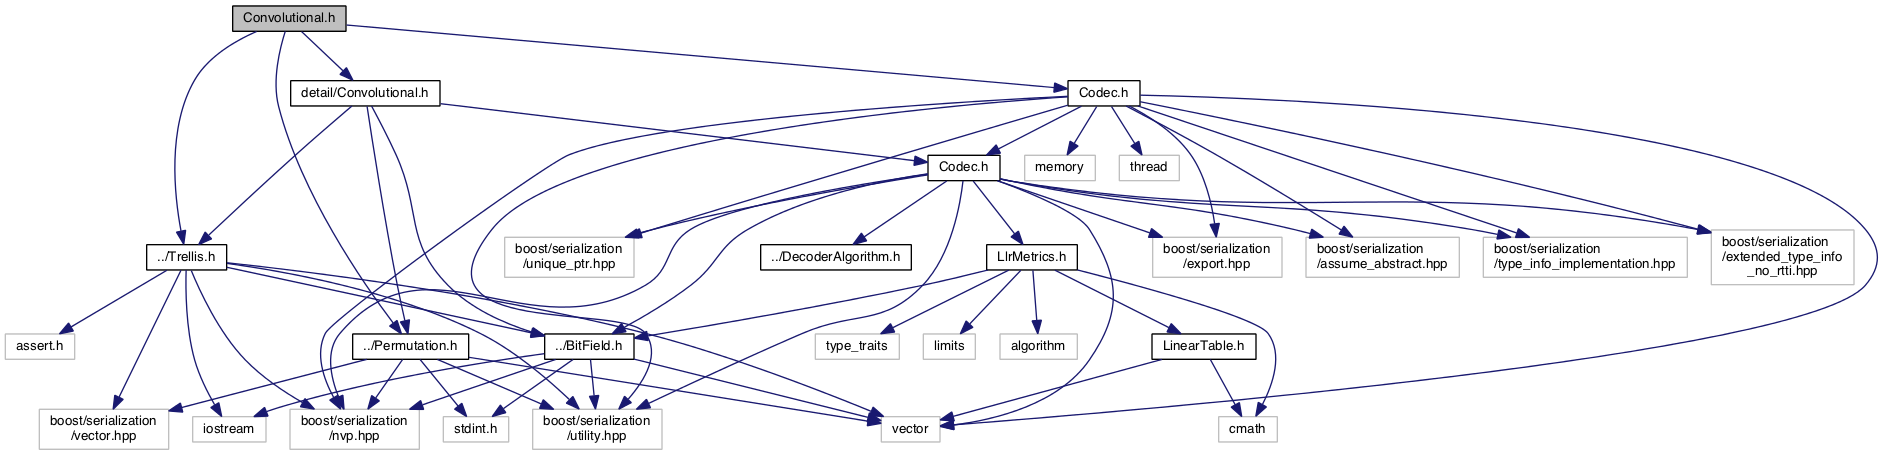 Convolutional.h
detail/Convolutional.h
Codec.h
Codec.h
memory
thread
../Trellis.h
boost/serialization
/unique_ptr.hpp
../DecoderAlgorithm.h
LlrMetrics.h
boost/serialization
/export.hpp
boost/serialization
/assume_abstract.hpp
boost/serialization
/type_info_implementation.hpp
boost/serialization
/extended_type_info
_no_rtti.hpp
assert.h
../Permutation.h
../BitField.h
type_traits
limits
algorithm
LinearTable.h
boost/serialization
/vector.hpp
iostream
boost/serialization
/nvp.hpp
stdint.h
boost/serialization
/utility.hpp
vector
cmath